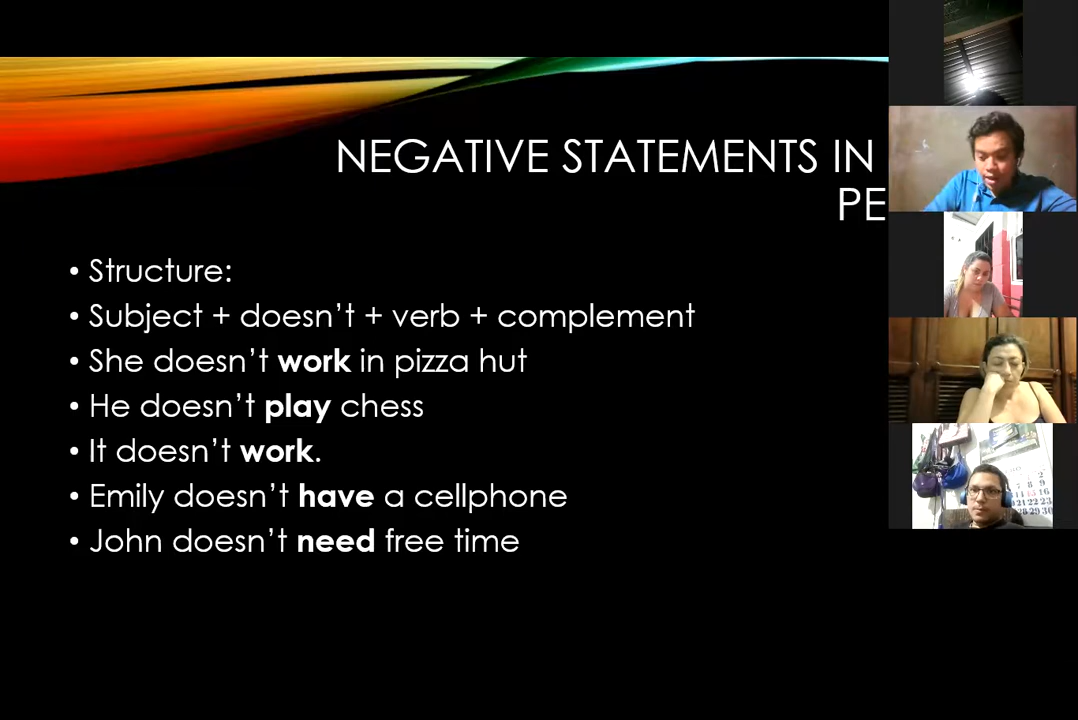 NEGATIVE STATEMENTS IN
PE
• Structure:
• Subject + doesn't + verb + complement
• She doesn't work in pizza hut
• He doesn't play chess
• It doesn't work.
• Emily doesn't have a cellphone
• John doesn't need free time